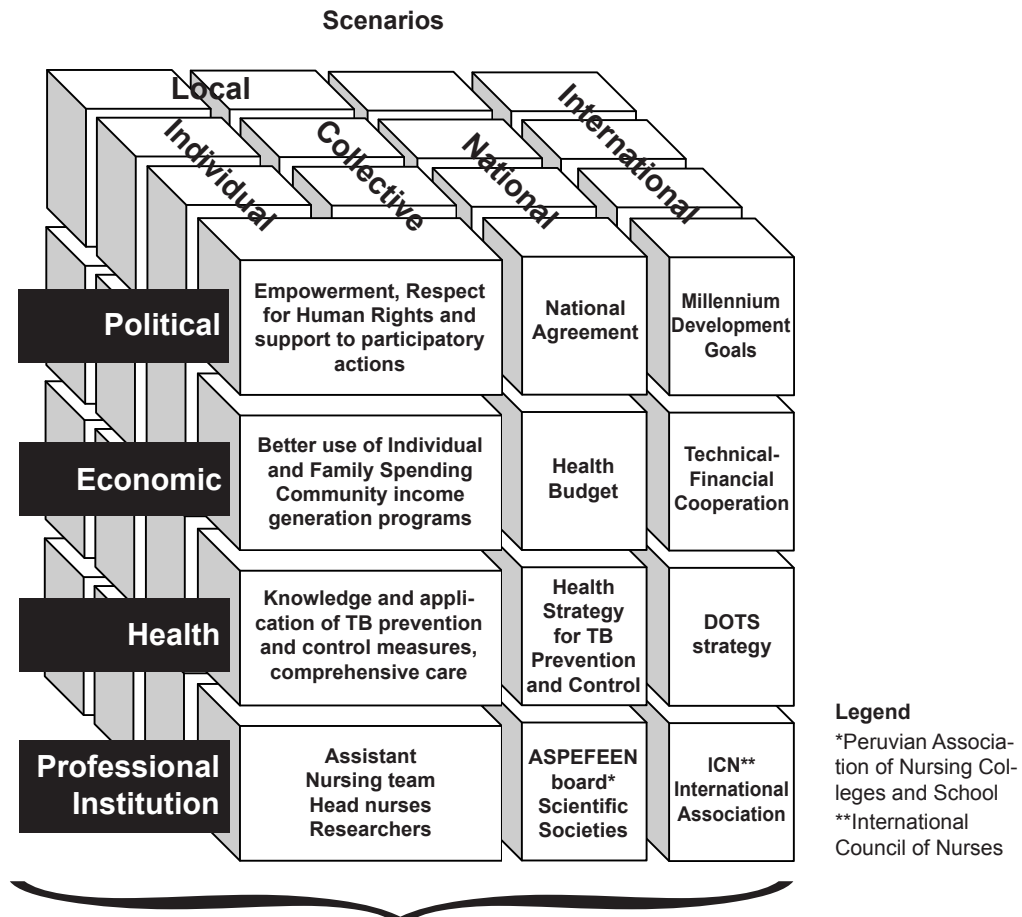 Scenarios
Local
Individual
Collective
National
International
Political
Empowerment, Respect
for Human Rights and
support to participatory
actions
National
Agreement
Millennium
Development
Goals
Economic
Better use of Individual
and Family Spending
Community income
generation programs
Health
Budget
Technical-
Financial
Cooperation
Health
Knowledge and appli-
cation of TB prevention
and control measures,
comprehensive care
Health
Strategy
for TB
Prevention
and Control
DOTS
strategy
Professional
Institution
Assistant
Nursing team
Head nurses
Researchers
ASPEFEEN
board*
Scientific
Societies
ICN**
International
Association
Legend
*Peruvian Associa-
tion of Nursing Col-
leges and School
**International
Council of Nurses